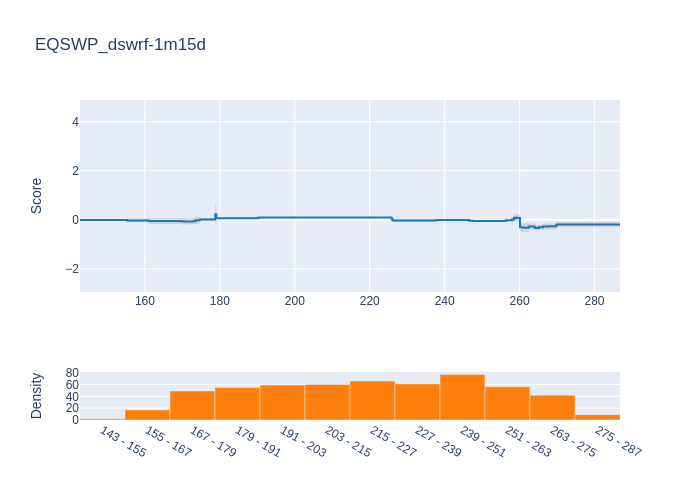 EQSWP_dswrf-1m15d
Score
4
2
0
−2
160 180 200 220 240 260 280
Density
80
60
40
20
0
143 - 155 155 - 167 167 - 179 179 - 191 191 - 203 203 - 215 215 - 227 227 - 239 239 - 251 251 - 263 263 - 275 275 - 287